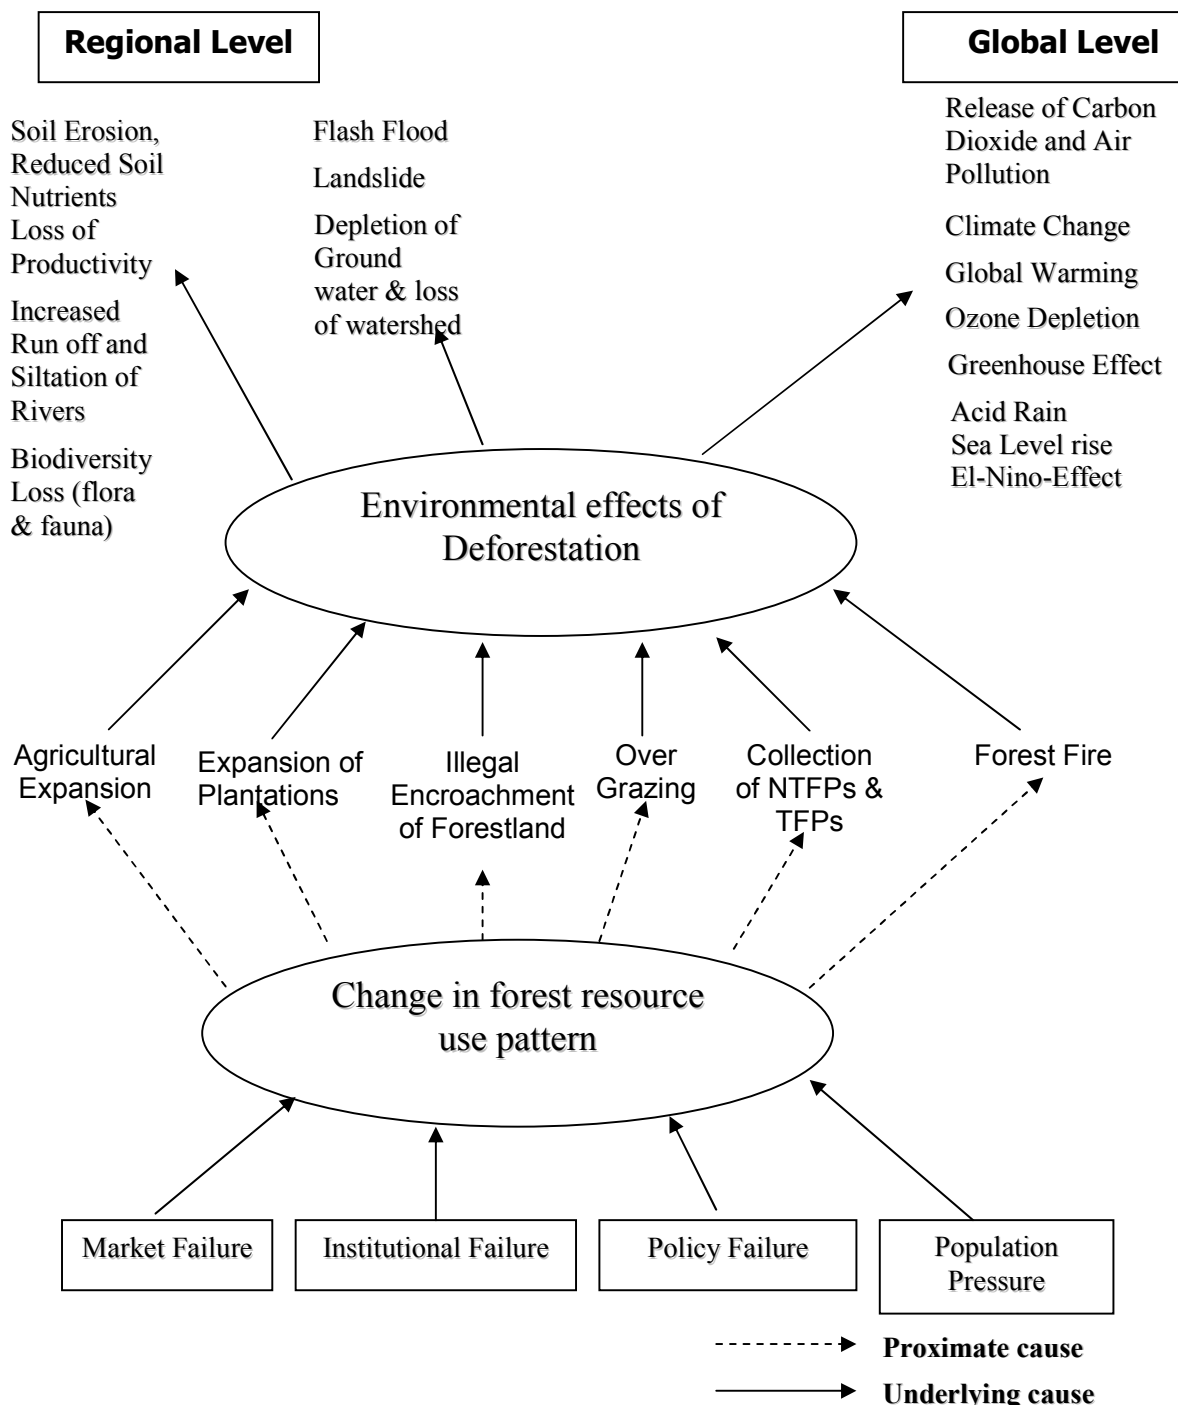 Regional Level
Global Level
Soil Erosion,
Reduced Soil
Nutrients
Loss of
Productivity
Increased
Run off and
Siltation of
Rivers
Biodiversity
Loss (flora
& fauna)
Flash Flood
Landslide
Depletion of
Ground
water & loss
of watershed
Release of Carbon
Dioxide and Air
Pollution
Climate Change
Global Warming
Ozone Depletion
Greenhouse Effect
Acid Rain
Sea Level rise
El-Nino-Effect
Environmental effects of
Deforestation
Agricultural
Expansion
Expansion of
Plantations
Illegal
Encroachment
of Forestland
Over
Grazing
Collection
of NTFPs &
TFPs
Forest Fire
Change in forest resource
use pattern
Market Failure
Institutional Failure
Policy Failure
Population
Pressure
Proximate cause
Underlying cause